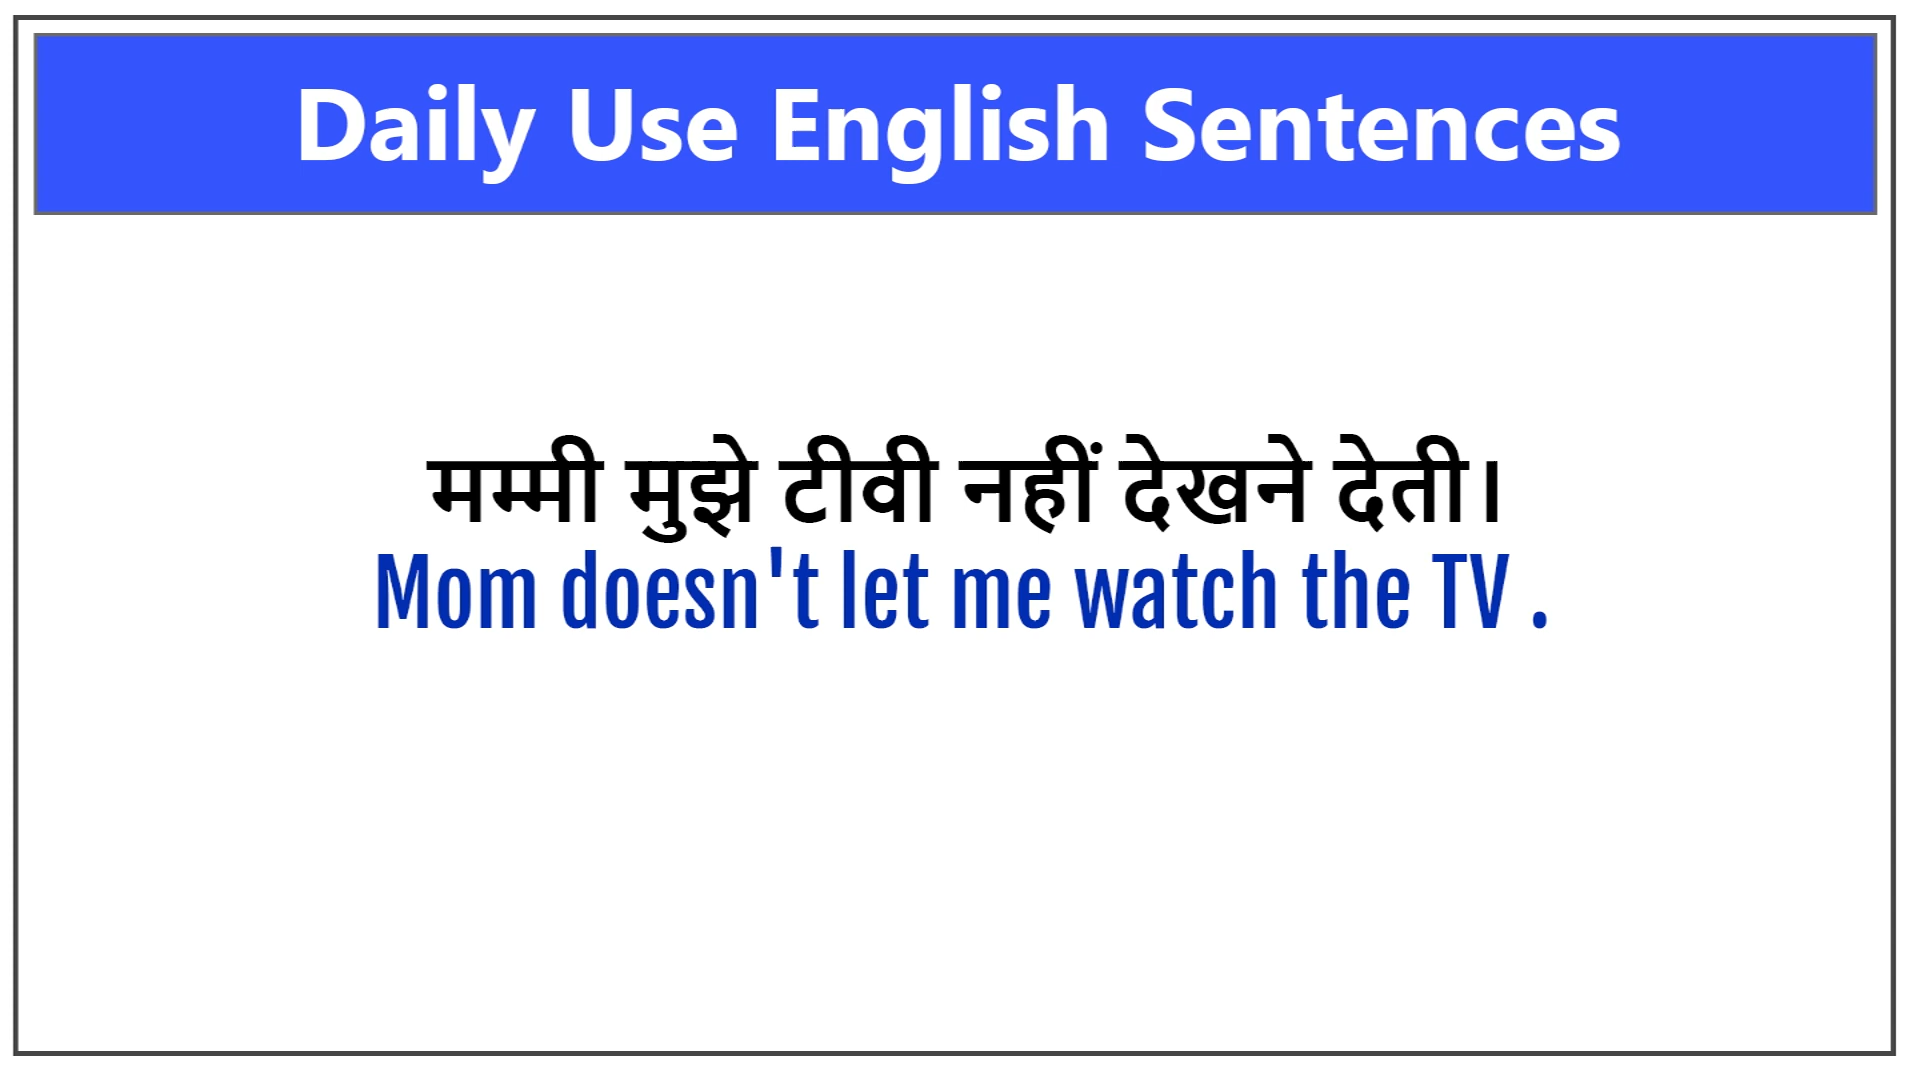 Daily Use English Sentences
मम्मी मुझे टीवी नहीं देखने देती।
Mom doesn't let me watch the TV .